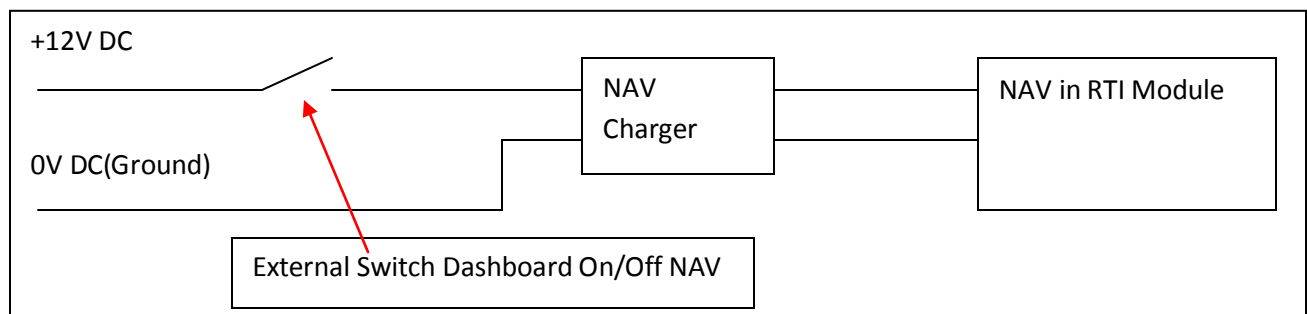 +12V DC
NAV
Charger
NAV in RTI Module
0V DC(Ground)
External Switch Dashboard On/Off NAV